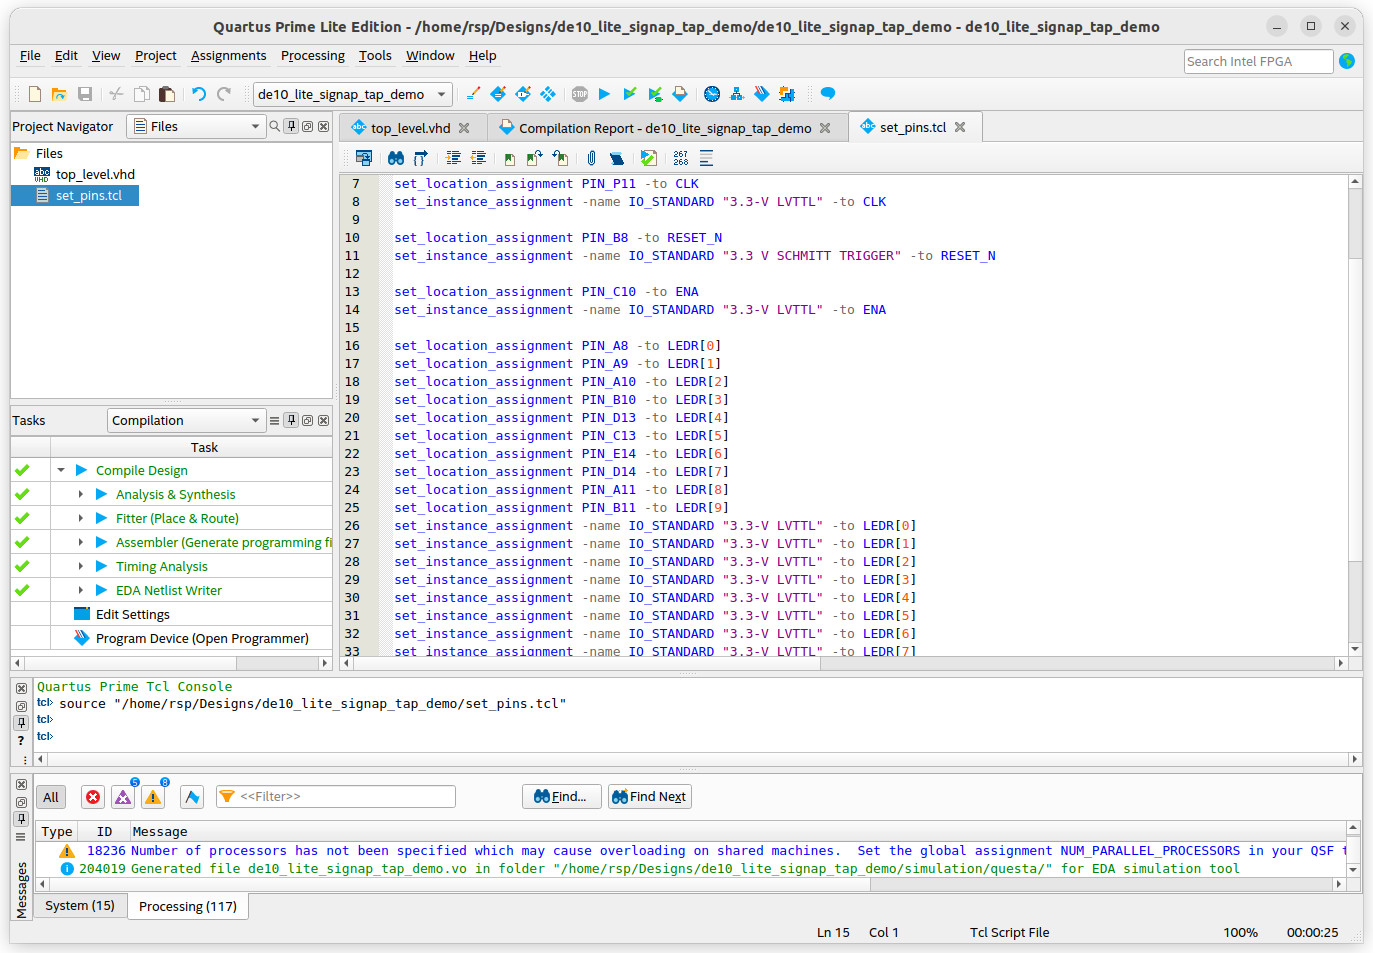 Quartus Prime Lite Edition - /home/rsp/Designs/de10_lite_signap_tap_demo/de10_lite_signap_tap_demo - de10_lite_signap_tap_demo
File Edit View Project Assignments Processing Tools Window Help
Search Intel FPGA
de10_lite_signap_tap_demo
STOP
Project Navigator
Files
Files
abc VHD top_level.vhd
set_pins.tcl
abc top_level.vhd
Compilation Report - de10_lite_signap_tap_demo
abc set_pins.tcl
267
268
7 set_location_assignment PIN_P11 -to CLK
8 set_instance_assignment -name IO_STANDARD "3.3-V LVTTL" -to CLK
9
10 set_location_assignment PIN_B8 -to RESET_N
11 set_instance_assignment -name IO_STANDARD "3.3 V SCHMITT TRIGGER" -to RESET_N
12
13 set_location_assignment PIN_C10 -to ENA
14 set_instance_assignment -name IO_STANDARD "3.3-V LVTTL" -to ENA
15
16 set_location_assignment PIN_A8 -to LEDR[0]
17 set_location_assignment PIN_A9 -to LEDR[1]
18 set_location_assignment PIN_A10 -to LEDR[2]
19 set_location_assignment PIN_B10 -to LEDR[3]
20 set_location_assignment PIN_D13 -to LEDR[4]
21 set_location_assignment PIN_C13 -to LEDR[5]
22 set_location_assignment PIN_E14 -to LEDR[6]
23 set_location_assignment PIN_D14 -to LEDR[7]
24 set_location_assignment PIN_A11 -to LEDR[8]
25 set_location_assignment PIN_B11 -to LEDR[9]
26 set_instance_assignment -name IO_STANDARD "3.3-V LVTTL" -to LEDR[0]
27 set_instance_assignment -name IO_STANDARD "3.3-V LVTTL" -to LEDR[1]
28 set_instance_assignment -name IO_STANDARD "3.3-V LVTTL" -to LEDR[2]
29 set_instance_assignment -name IO_STANDARD "3.3-V LVTTL" -to LEDR[3]
30 set_instance_assignment -name IO_STANDARD "3.3-V LVTTL" -to LEDR[4]
31 set_instance_assignment -name IO_STANDARD "3.3-V LVTTL" -to LEDR[5]
32 set_instance_assignment -name IO_STANDARD "3.3-V LVTTL" -to LEDR[6]
33 set_instance_assignment -name IO_STANDARD "3.3-V LVTTL" -to LEDR[7]
Tasks
Compilation
Task
Compile Design
Analysis & Synthesis
Fitter (Place & Route)
Assembler (Generate programming fi
Timing Analysis
EDA Netlist Writer
Edit Settings
Program Device (Open Programmer)
Quartus Prime Tcl Console
tcl> source "/home/rsp/Designs/de10_lite_signap_tap_demo/set_pins.tcl"
tcl>
tcl>
?
5 8
All
<<Filter>>
Find...
Find Next
Type ID Message
18236 Number of processors has not been specified which may cause overloading on shared machines. Set the global assignment NUM_PARALLEL_PROCESSORS in your QSF
204019 Generated file de10_lite_signap_tap_demo.vo in folder "/home/rsp/Designs/de10_lite_signap_tap_demo/simulation/questa/" for EDA simulation tool
Messages
System (15)
Processing (117)
Ln 15 Col 1 Tcl Script File 100% 00:00:25